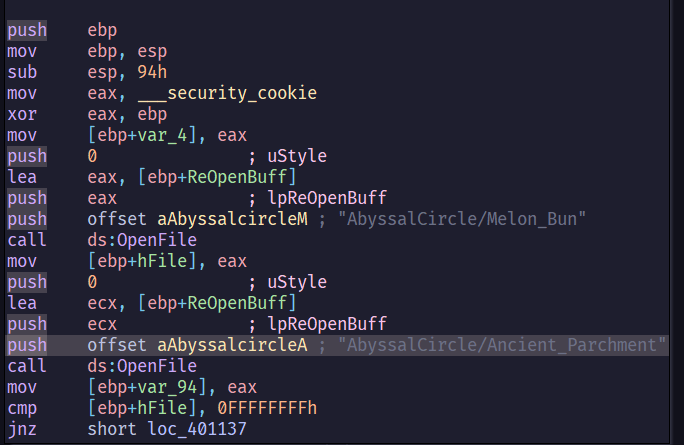 push ebp
mov ebp, esp
sub esp, 94h
mov eax, ___security_cookie
xor eax, ebp
mov [ebp+var_4], eax
push 0 ; uStyle
lea eax, [ebp+ReOpenBuff]
push eax ; lpReOpenBuff
push offset aAbyssalcircleM ; "AbyssalCircle/Melon_Bun"
call ds:OpenFile
mov [ebp+hFile], eax
push 0 ; uStyle
lea ecx, [ebp+ReOpenBuff]
push ecx ; lpReOpenBuff
push offset aAbyssalcircleA ; "AbyssalCircle/Ancient_Parchment"
call ds:OpenFile
mov [ebp+var_94], eax
cmp [ebp+hFile], 0FFFFFFFFh
jnz short loc_401137